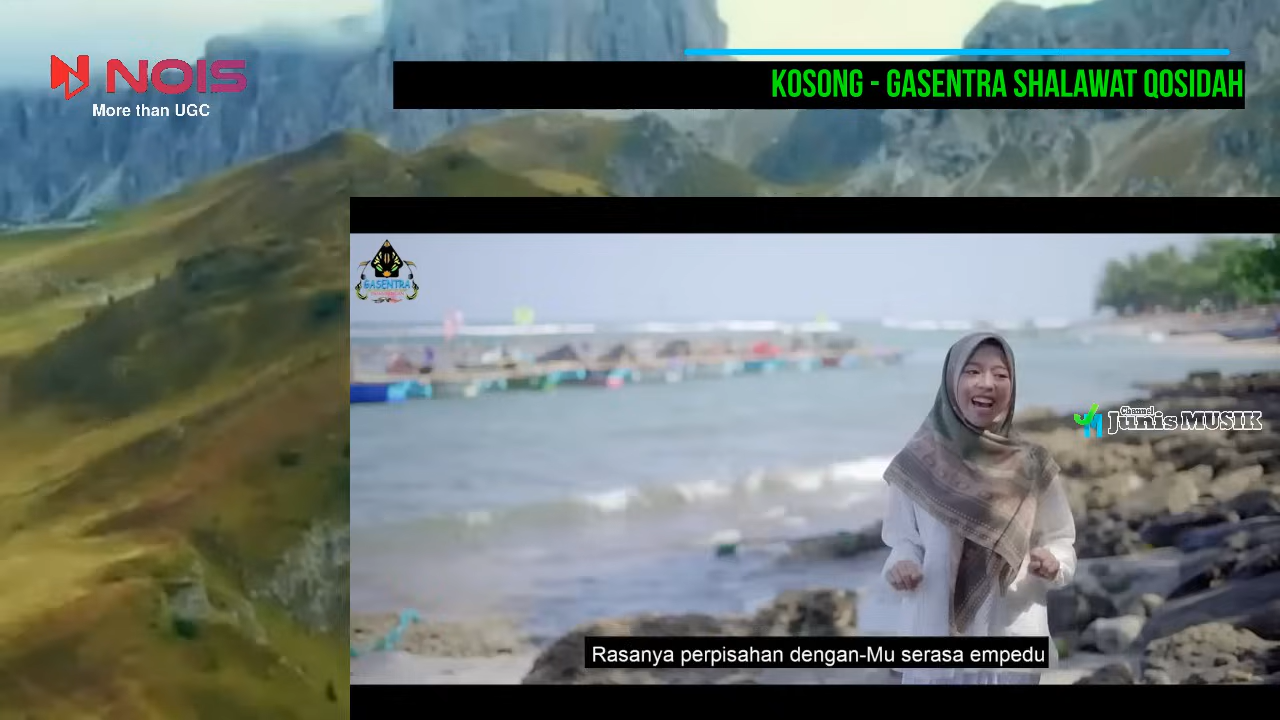 NOIS
More than UGC
KOSONG - GASENTRA SHALAWAT QOSIDAH
GASENTRA
Channel
Junis MUSIK
Rasanya perpisahan dengan-Mu serasa empedu